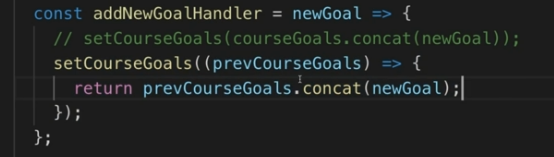 const addNewGoalHandler = newGoal => {
// setCourseGoals(courseGoals.concat(newGoal));
setCourseGoals((prevCourseGoals) => {
return prevCourseGoals.concat(newGoal);
});
};